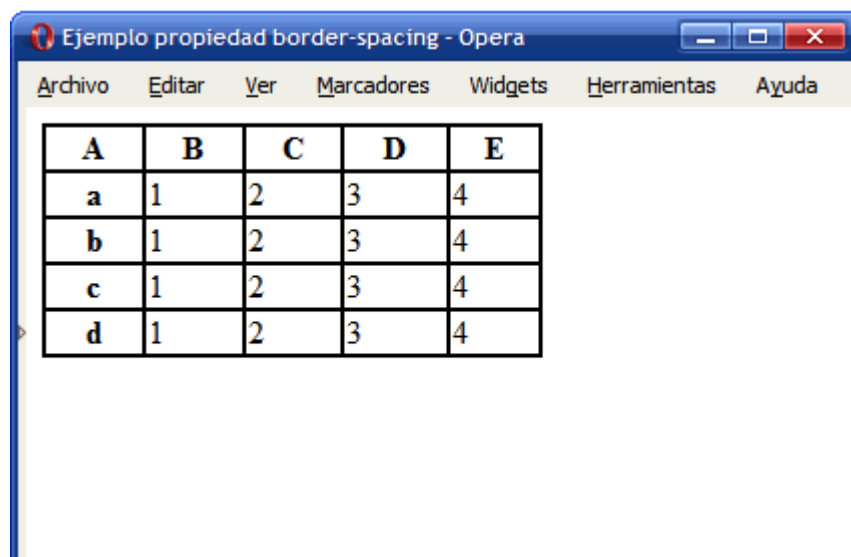 Ejemplo propiedad border-spacing - Opera
Archivo Editar Ver Marcadores Widgets Herramientas Ayuda
A B C D E
a 1 2 3 4
b 1 2 3 4
c 1 2 3 4
d 1 2 3 4